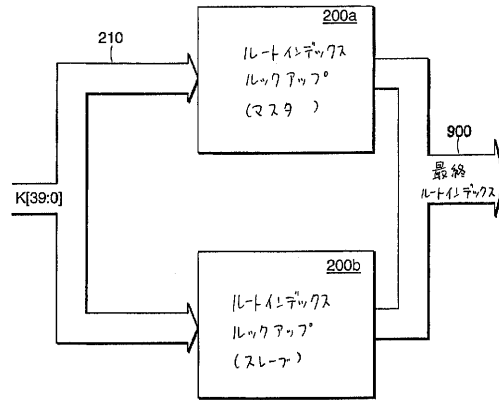 210
200a
ルートインデックス
ルックアップ
(マスタ)
K[39:0]
900
最終
ルートインデックス
200b
ルートインデックス
ルックアップ
(スレーブ)